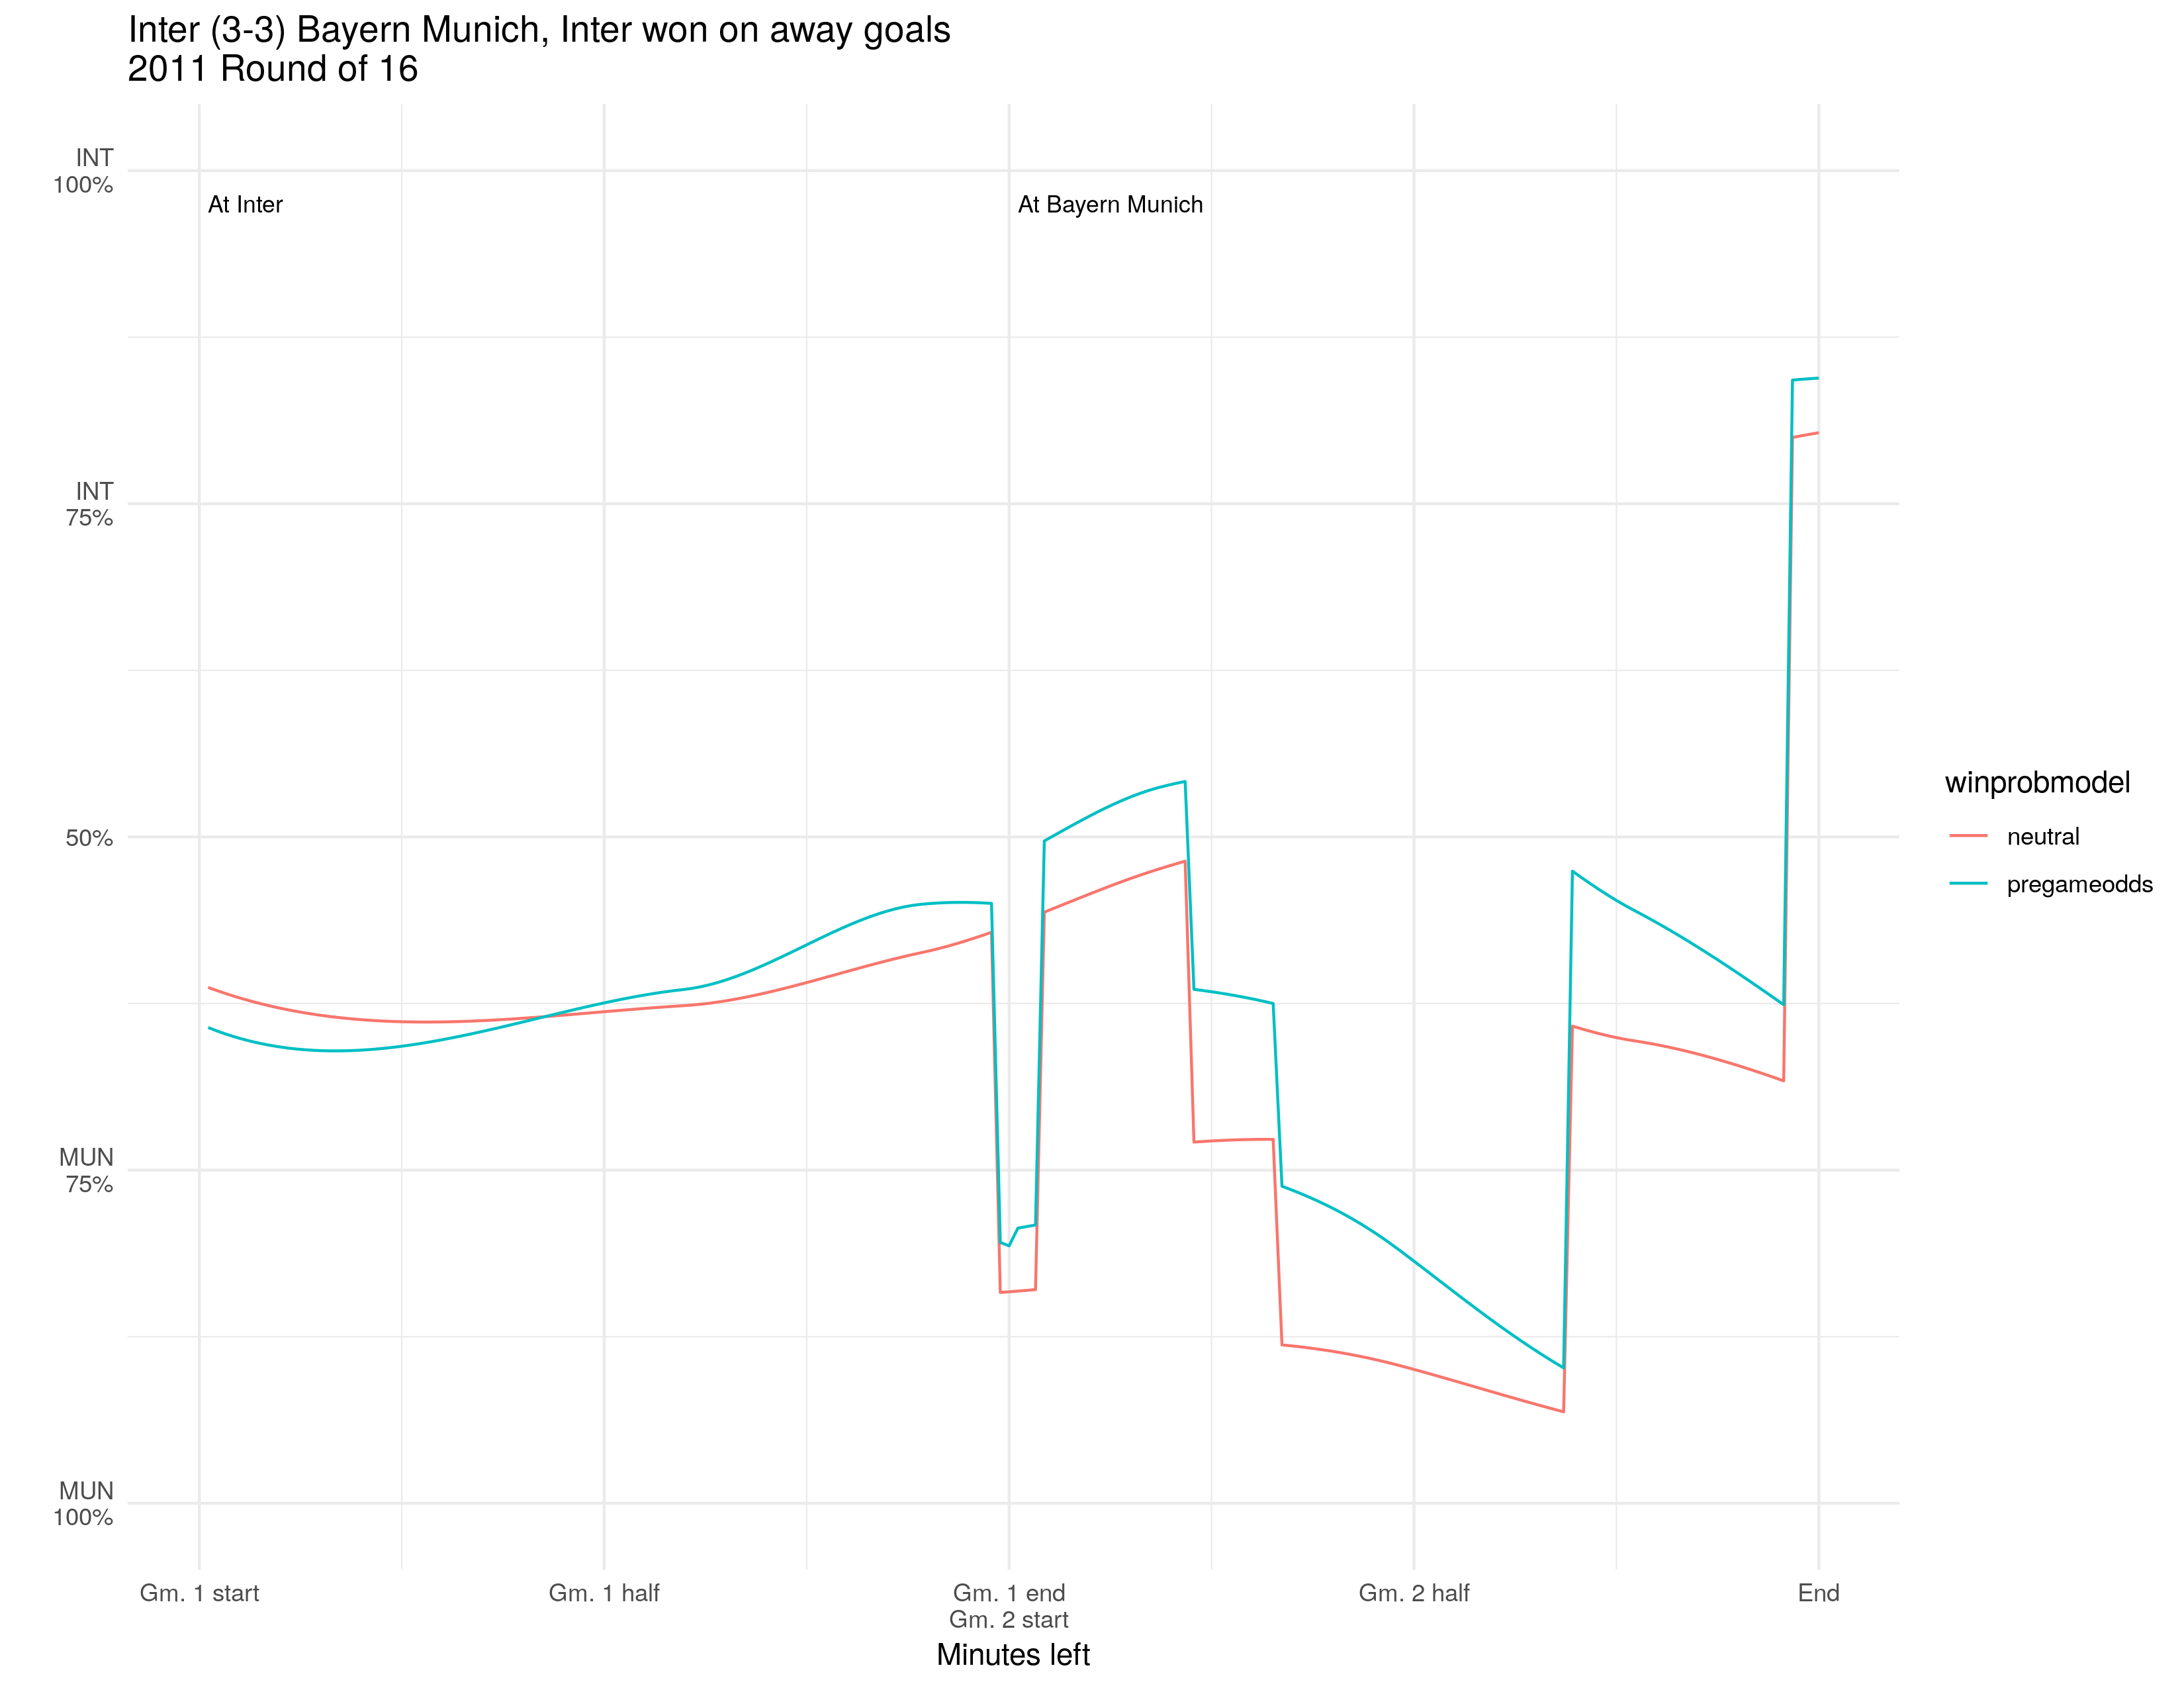 Inter (3-3) Bayern Munich, Inter won on away goals
2011 Round of 16
INT
100%
At Inter
At Bayern Munich
INT
75%
50%
MUN
75%
MUN
100%
winprobmodel
neutral
pregameodds
Gm. 1 start
Gm. 1 half
Gm. 1 end
Gm. 2 start
Gm. 2 half
End
Minutes left